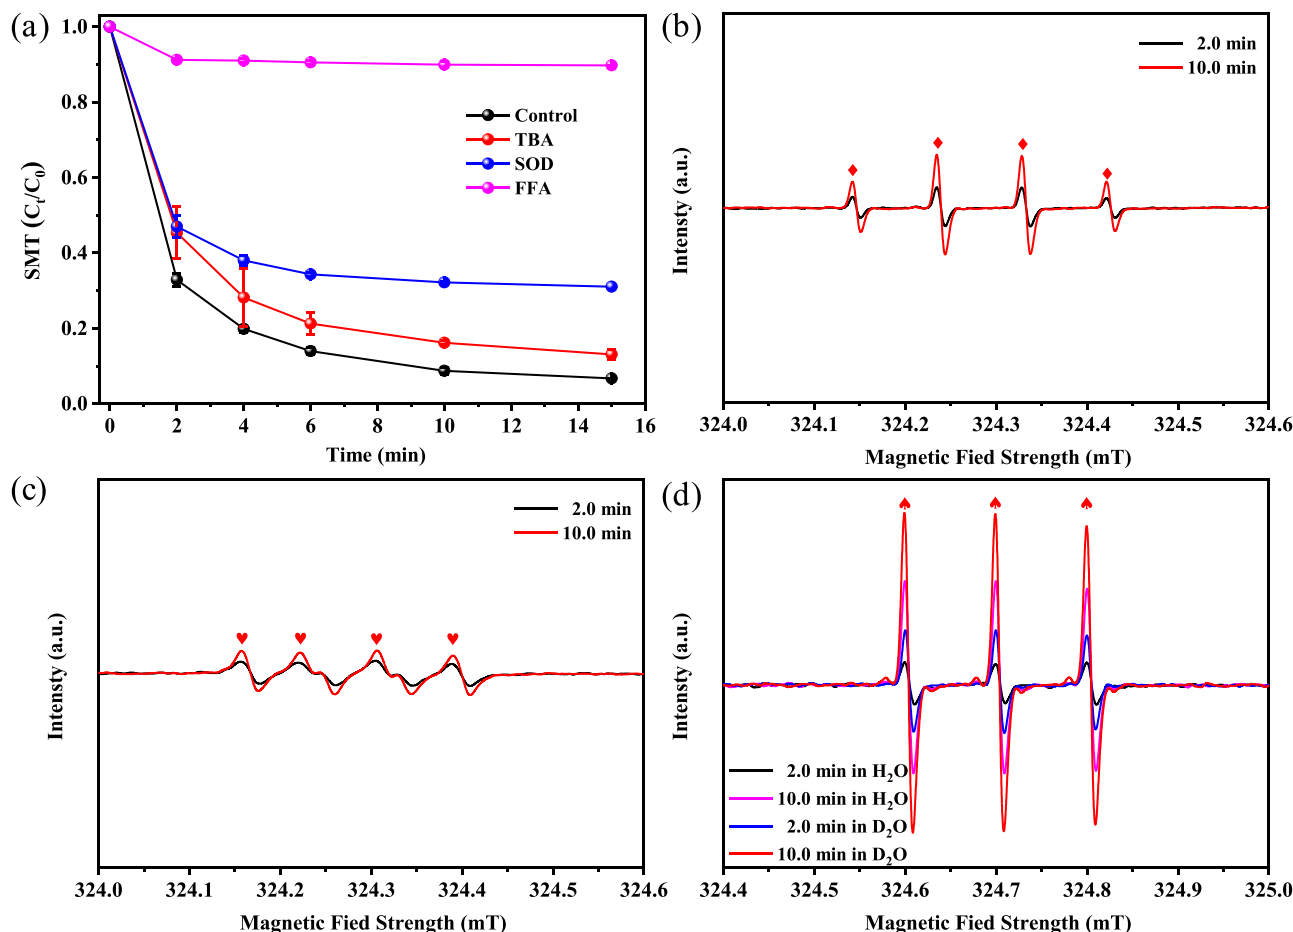 (a)
1.0
0.8
0.6
0.4
0.2
0.0
SMT (Cₜ/C₀)
Control
TBA
SOD
FFA
0 2 4 6 8 10 12 14 16
Time (min)
(b)
2.0 min
10.0 min
Intensty (a.u.)
324.0 324.1 324.2 324.3 324.4 324.5 324.6
Magnetic Fied Strength (mT)
(c)
2.0 min
10.0 min
Intensty (a.u.)
324.0 324.1 324.2 324.3 324.4 324.5 324.6
Magnetic Fied Strength (mT)
(d)
Intensty (a.u.)
2.0 min in H₂O
10.0 min in H₂O
2.0 min in D₂O
10.0 min in D₂O
324.4 324.5 324.6 324.7 324.8 324.9 325.0
Magnetic Fied Strength (mT)